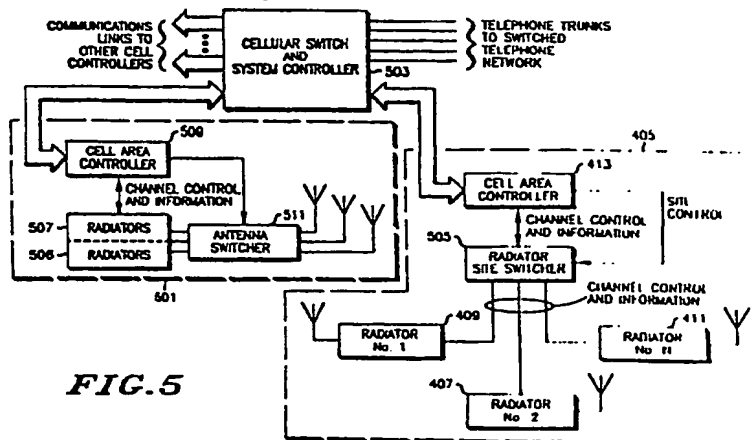 COMMUNICATIONS
LINKS TO
OTHER CELL
CONTROLLERS
CELLULAR SWITCH
AND
SYSTEM CONTROLLER
503
TELEPHONE TRUNKS
TO SWITCHED
TELEPHONE
NETWORK
509
CELL AREA
CONTROLLER
CHANNEL CONTROL
AND INFORMATION
507
RADIATORS
506
RADIATORS
511
ANTENNA
SWITCHER
501
405
413
CELL AREA
CONTROLLER
SITE
CONTROL
CHANNEL CONTROL
AND INFORMATION
505
RADIATOR
SITE SWITCHER
CHANNEL CONTROL
AND INFORMATION
409
RADIATOR
No. 1
411
RADIATOR
No N
407
RADIATOR
No 2
FIG.5